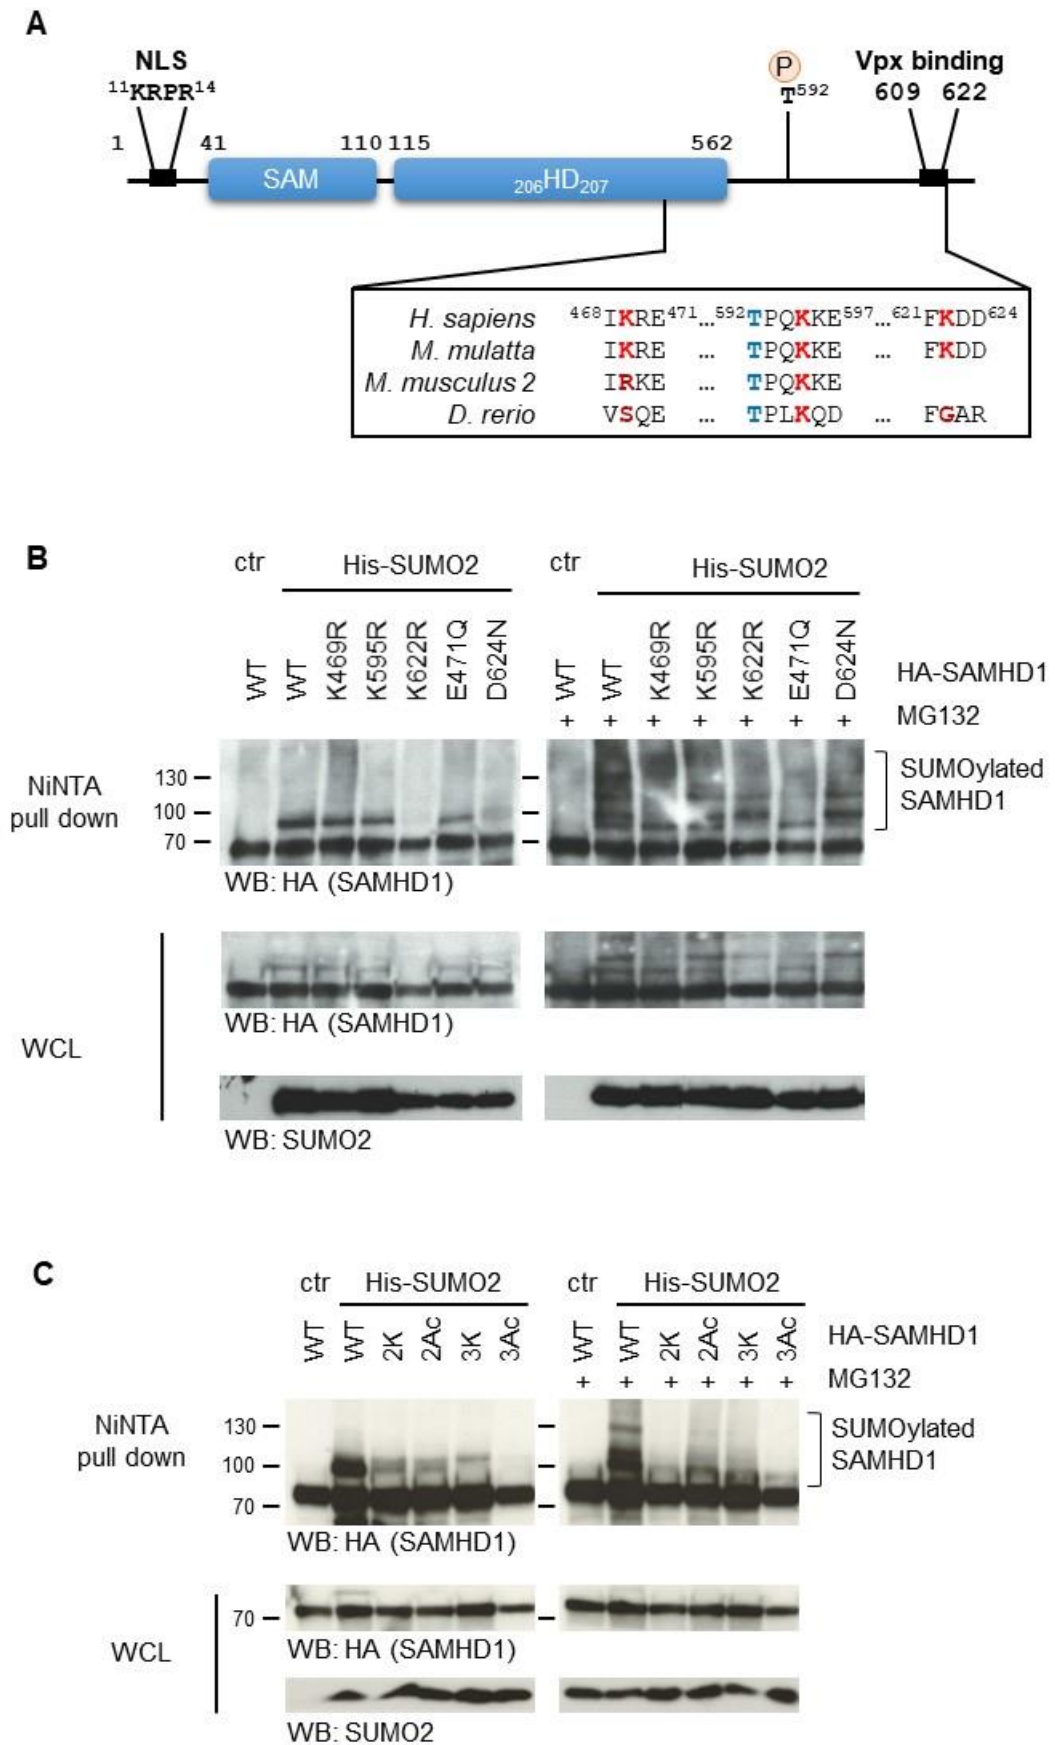 A
NLS
¹¹KRPR¹⁴
P
T⁵⁹²
Vpx binding
609 622
1 41 110 115 562
SAM
₂₀₆HD₂₀₇
H. sapiens ⁴⁶⁸IKRE⁴⁷¹ ... ⁵⁹²TPQKKE⁵⁹⁷ ... ⁶²¹FKDD⁶²⁴
M. mulatta IKRE ... TPQKKE ... FKDD
M. musculus 2 IRKE ... TPQKKE
D. rerio VSQE ... TPLKQD ... FGAR
B
ctr His-SUMO2 ctr His-SUMO2
WT WT K469R K595R K622R E471Q D624N WT WT K469R K595R K622R E471Q D624N HA-SAMHD1
+ + + + + + + MG132
NiNTA
pull down
130
100
70
SUMOylated
SAMHD1
WB: HA (SAMHD1)
WCL
WB: HA (SAMHD1)
WB: SUMO2
C
ctr His-SUMO2 ctr His-SUMO2
WT WT 2K 2Ac 3K 3Ac WT WT 2K 2Ac 3K 3Ac HA-SAMHD1
+ + + + + + MG132
NiNTA
pull down
130
100
70
SUMOylated
SAMHD1
WB: HA (SAMHD1)
70
WCL
WB: HA (SAMHD1)
WB: SUMO2